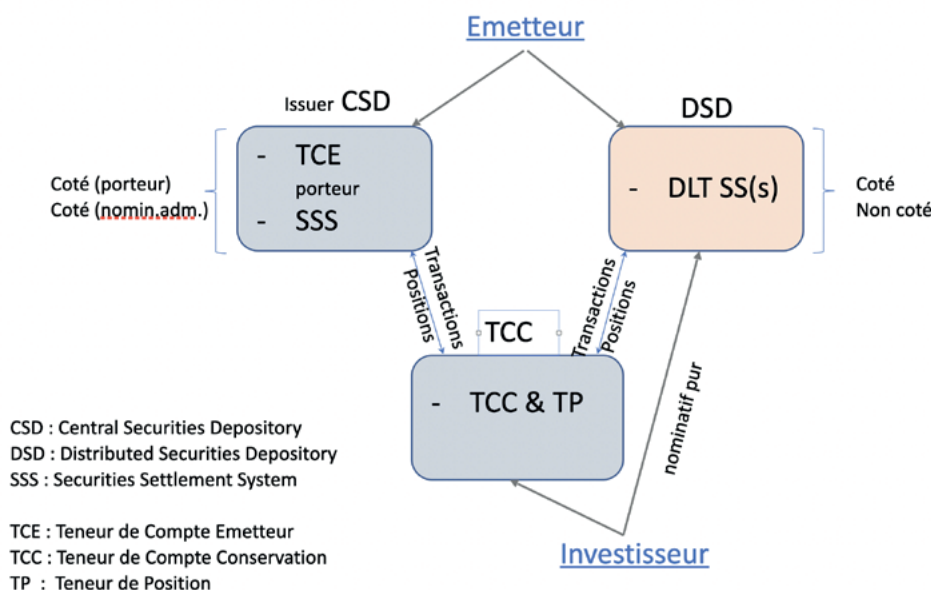 Emetteur
Issuer CSD
DSD
- TCE
porteur
- SSS
- DLT SS(s)
Coté (porteur)
Coté (nomin.adm.)
Coté
Non coté
Transactions
Positions
Transactions
Positions
TCC
- TCC & TP
nominatif pur
CSD : Central Securities Depository
DSD : Distributed Securities Depository
SSS : Securities Settlement System
TCE : Teneur de Compte Emetteur
TCC : Teneur de Compte Conservation
TP : Teneur de Position
Investisseur